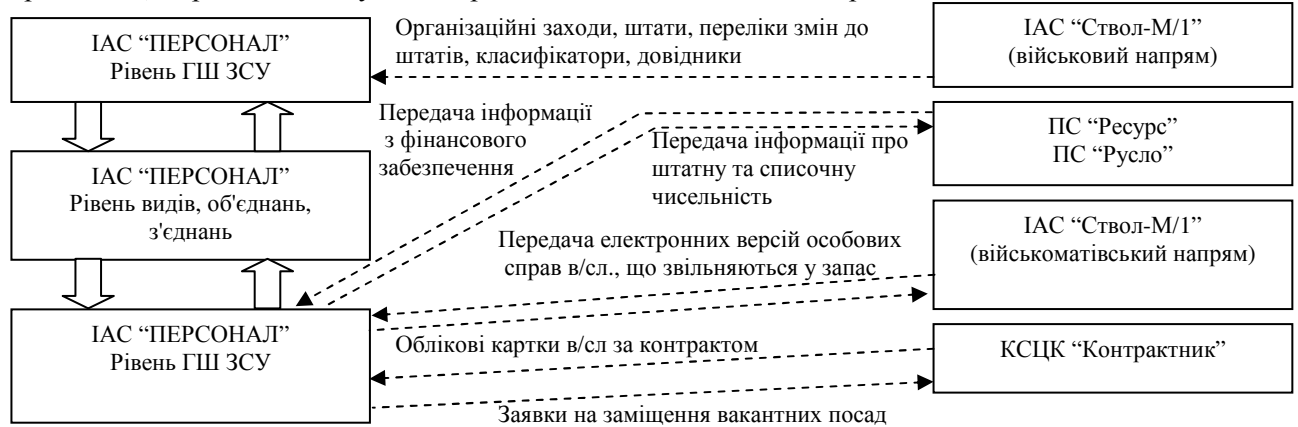 ІАС “ПЕРСОНАЛ”
Рівень ГШ ЗСУ
Організаційні заходи, штати, переліки змін до
штатів, класифікатори, довідники
ІАС “Ствол-М/1”
(військовий напрям)
Передача інформації
з фінансового
забезпечення
Передача інформації про
штатну та списочну
чисельність
ПС “Ресурс”
ПС “Русло”
ІАС “ПЕРСОНАЛ”
Рівень видів, об'єднань,
з'єднань
Передача електронних версій особових
справ в/сл., що звільняються у запас
ІАС “Ствол-М/1”
(військоматівський напрям)
ІАС “ПЕРСОНАЛ”
Рівень ГШ ЗСУ
Облікові картки в/сл за контрактом
КСЦК “Контрактник”
Заявки на заміщення вакантних посад